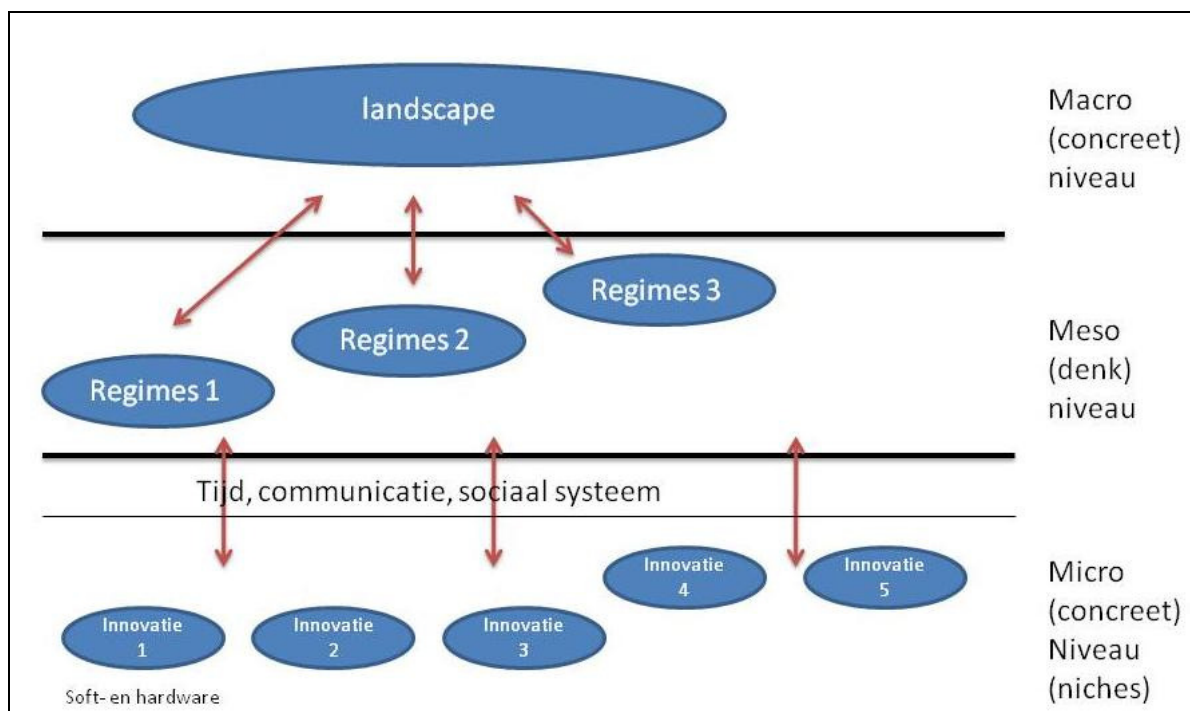 landscape
Macro
(concreet)
niveau
Regimes 3
Regimes 2
Regimes 1
Meso
(denk)
niveau
Tijd, communicatie, sociaal systeem
Innovatie
4
Innovatie
5
Innovatie
1
Innovatie
2
Innovatie
3
Micro
(concreet)
Niveau
(niches)
Soft- en hardware